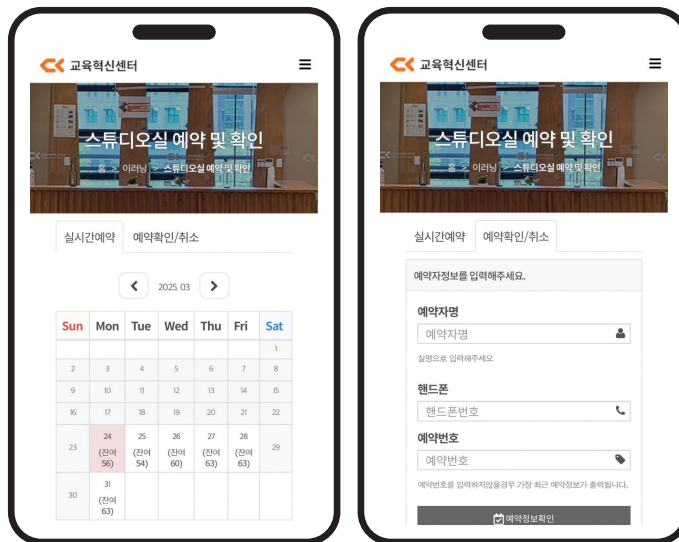 교육혁신센터
스튜디오실 예약 및 확인
홈 > 이러닝 > 스튜디오실 예약 및 확인
실시간예약 예약확인/취소
2025. 03
Sun Mon Tue Wed Thu Fri Sat
1
2 3 4 5 6 7 8
9 10 11 12 13 14 15
16 17 18 19 20 21 22
23 24 25 26 27 28 29
(잔여 (잔여 (잔여 (잔여 (잔여
56) 54) 60) 63) 63)
30 31
(잔여
63)
교육혁신센터
스튜디오실 예약 및 확인
홈 > 이러닝 > 스튜디오실 예약 및 확인
실시간예약 예약확인/취소
예약자정보를 입력해주세요.
예약자명
예약자명
실명으로 입력해주세요
핸드폰
핸드폰번호
예약번호
예약번호
예약번호를 입력하지않을경우 가장 최근 예약정보가 출력됩니다.
예약정보확인